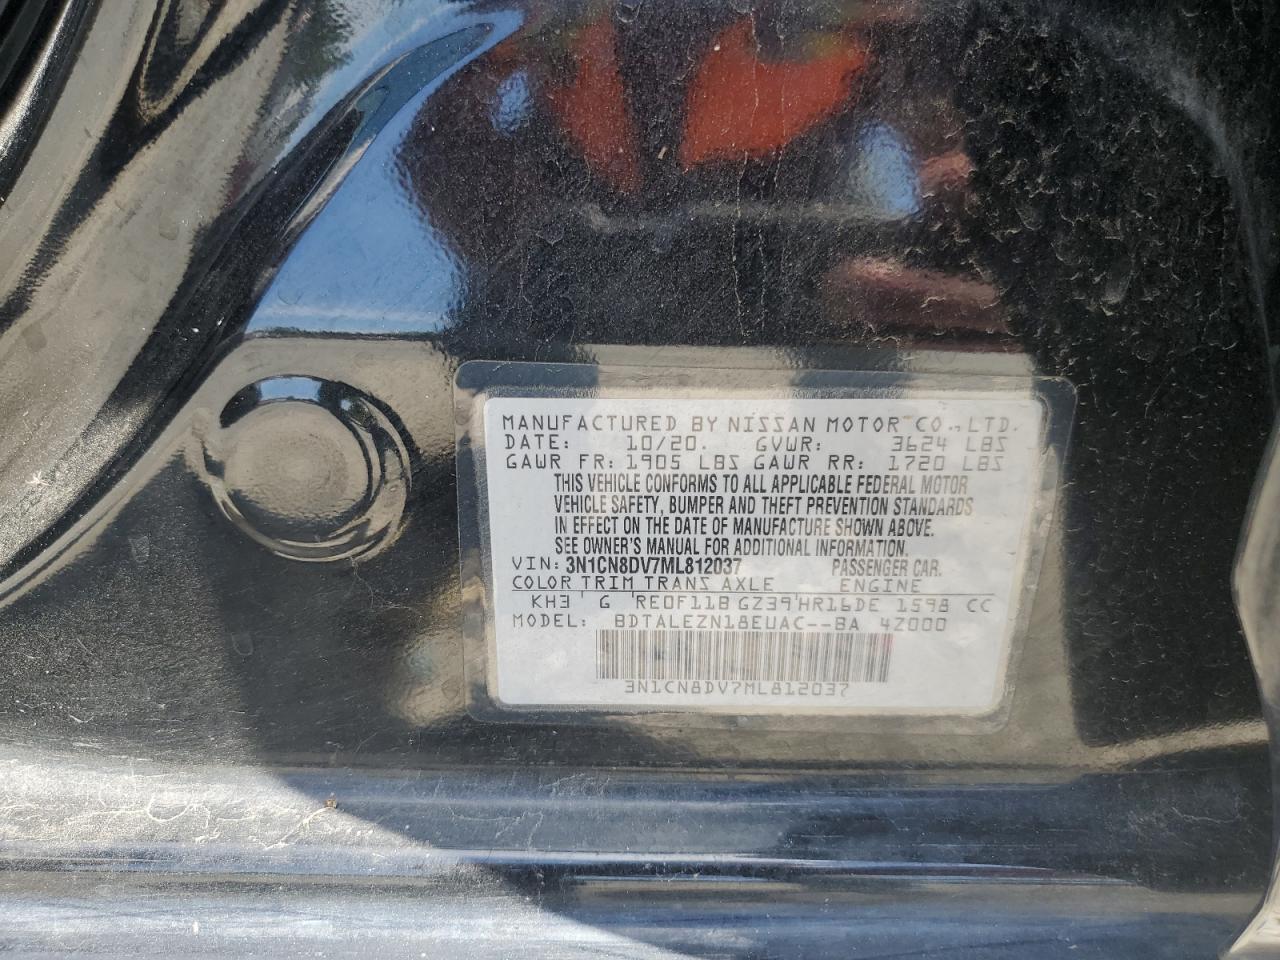 MANUFACTURED BY NISSAN MOTOR CO., LTD.
DATE: 10/20. GVWR: 3624 LBS
GAWR FR: 1905 LBS GAWR RR: 1720 LBS
THIS VEHICLE CONFORMS TO ALL APPLICABLE FEDERAL MOTOR
VEHICLE SAFETY, BUMPER AND THEFT PREVENTION STANDARDS
IN EFFECT ON THE DATE OF MANUFACTURE SHOWN ABOVE.
SEE OWNER'S MANUAL FOR ADDITIONAL INFORMATION.
VIN: 3N1CN8DV7ML812037 PASSENGER CAR.
COLOR TRIM TRANS AXLE ENGINE
KH3 ' G 'RE0F11B GZ39'HR16DE 1598 CC
MODEL: BDTALEZN18EUAC--BA 4Z000
3N1CN8DV7ML812037